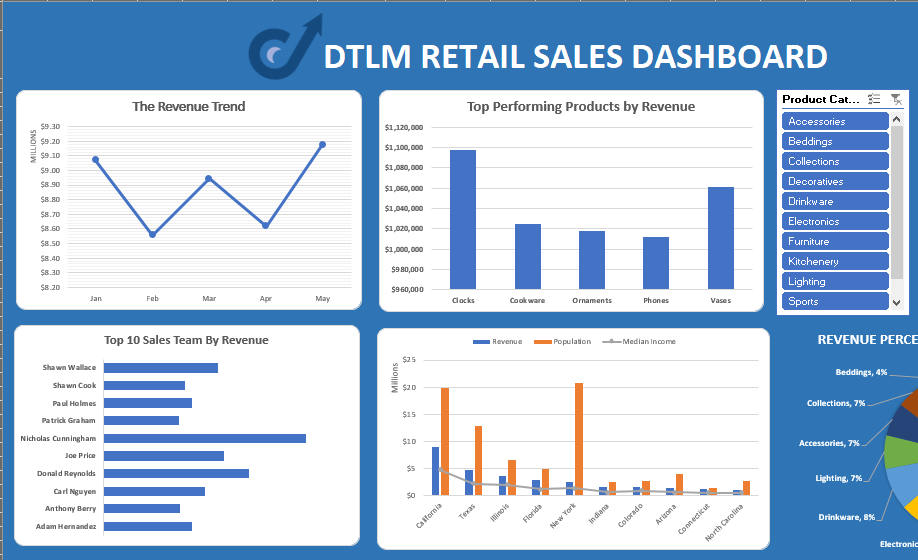 DTLM RETAIL SALES DASHBOARD
The Revenue Trend
MILLIONS
$9.30
$9.20
$9.10
$9.00
$8.90
$8.80
$8.70
$8.60
$8.50
$8.40
$8.30
$8.20
Jan Feb Mar Apr May
Top Performing Products by Revenue
$1,120,000
$1,100,000
$1,080,000
$1,060,000
$1,040,000
$1,020,000
$1,000,000
$980,000
$960,000
Clocks Cookware Ornaments Phones Vases
Product Cat...
Accessories
Beddings
Collections
Decoratives
Drinkware
Electronics
Furniture
Kitchenery
Lighting
Sports
Top 10 Sales Team By Revenue
Shawn Wallace
Shawn Cook
Paul Holmes
Patrick Graham
Nicholas Cunningham
Joe Price
Donald Reynolds
Carl Nguyen
Anthony Berry
Adam Hernandez
Revenue Population Median Income
Millions
$25
$20
$15
$10
$5
$0
California Texas Illinois Florida New York Indiana Colorado Arizona Connecticut North Carolina
REVENUE PERCE
Beddings, 4%
Collections, 7%
Accessories, 7%
Lighting, 7%
Drinkware, 8%
Electronic